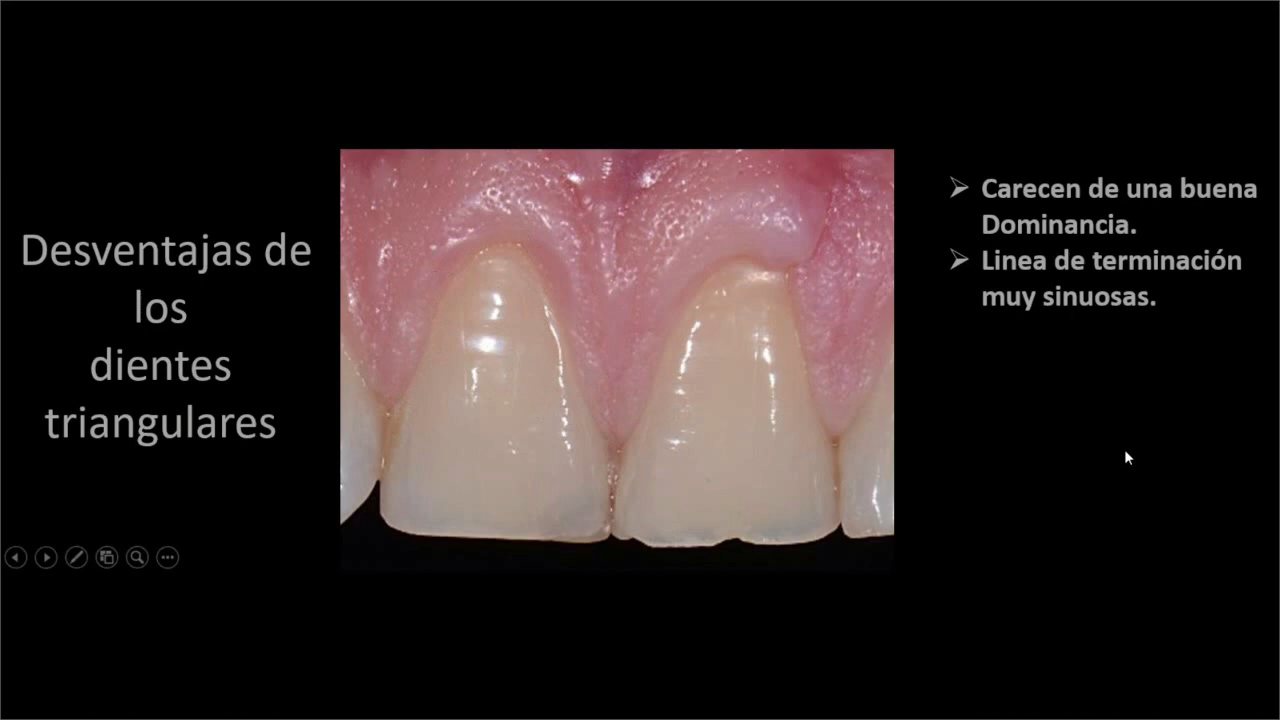 Desventajas de
los
dientes
triangulares
Carecen de una buena
Dominancia.
Linea de terminación
muy sinuosas.